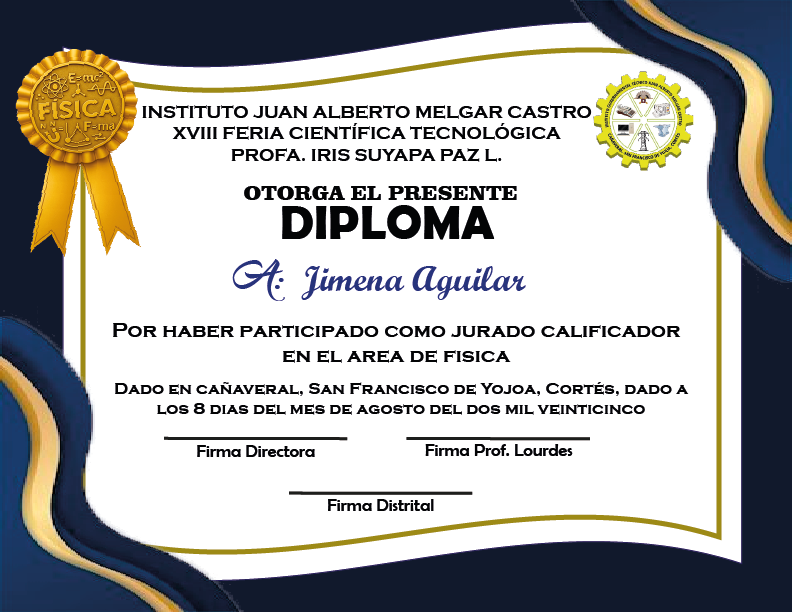 E=mc²
FÍSICA
F=ma
INSTITUTO JUAN ALBERTO MELGAR CASTRO
XVIII FERIA CIENTÍFICA TECNOLÓGICA
PROFA. IRIS SUYAPA PAZ L.
OTORGA EL PRESENTE
DIPLOMA
A: Jimena Aguilar
POR HABER PARTICIPADO COMO JURADO CALIFICADOR
EN EL AREA DE FISICA
DADO EN CAÑAVERAL, SAN FRANCISCO DE YOJOA, CORTÉS, DADO A
LOS 8 DIAS DEL MES DE AGOSTO DEL DOS MIL VEINTICINCO
Firma Directora
Firma Prof. Lourdes
Firma Distrital